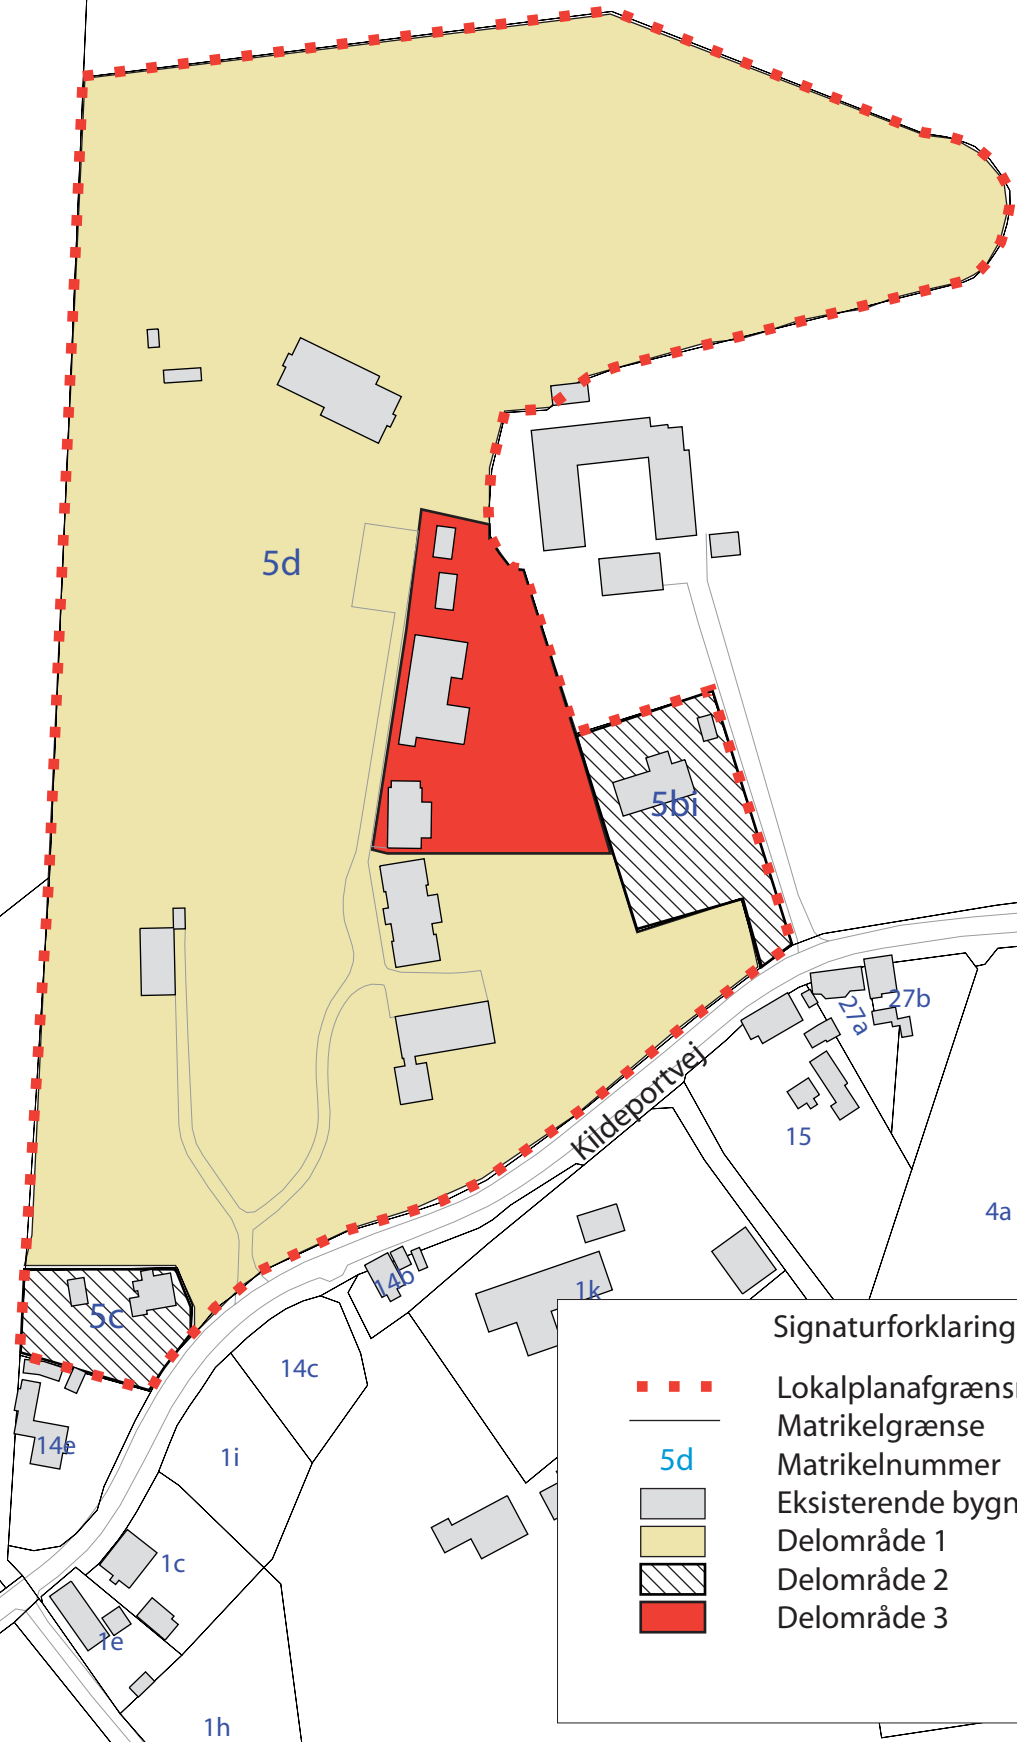 5d
5bi
27a
27b
Kildeportvej
15
4a
14b
1k
5c
14c
14e
1i
1c
1e
1h
Signaturforklaring
Lokalplanafgrænsn
Matrikelgrænse
5d Matrikelnummer
Eksisterende bygn
Delområde 1
Delområde 2
Delområde 3